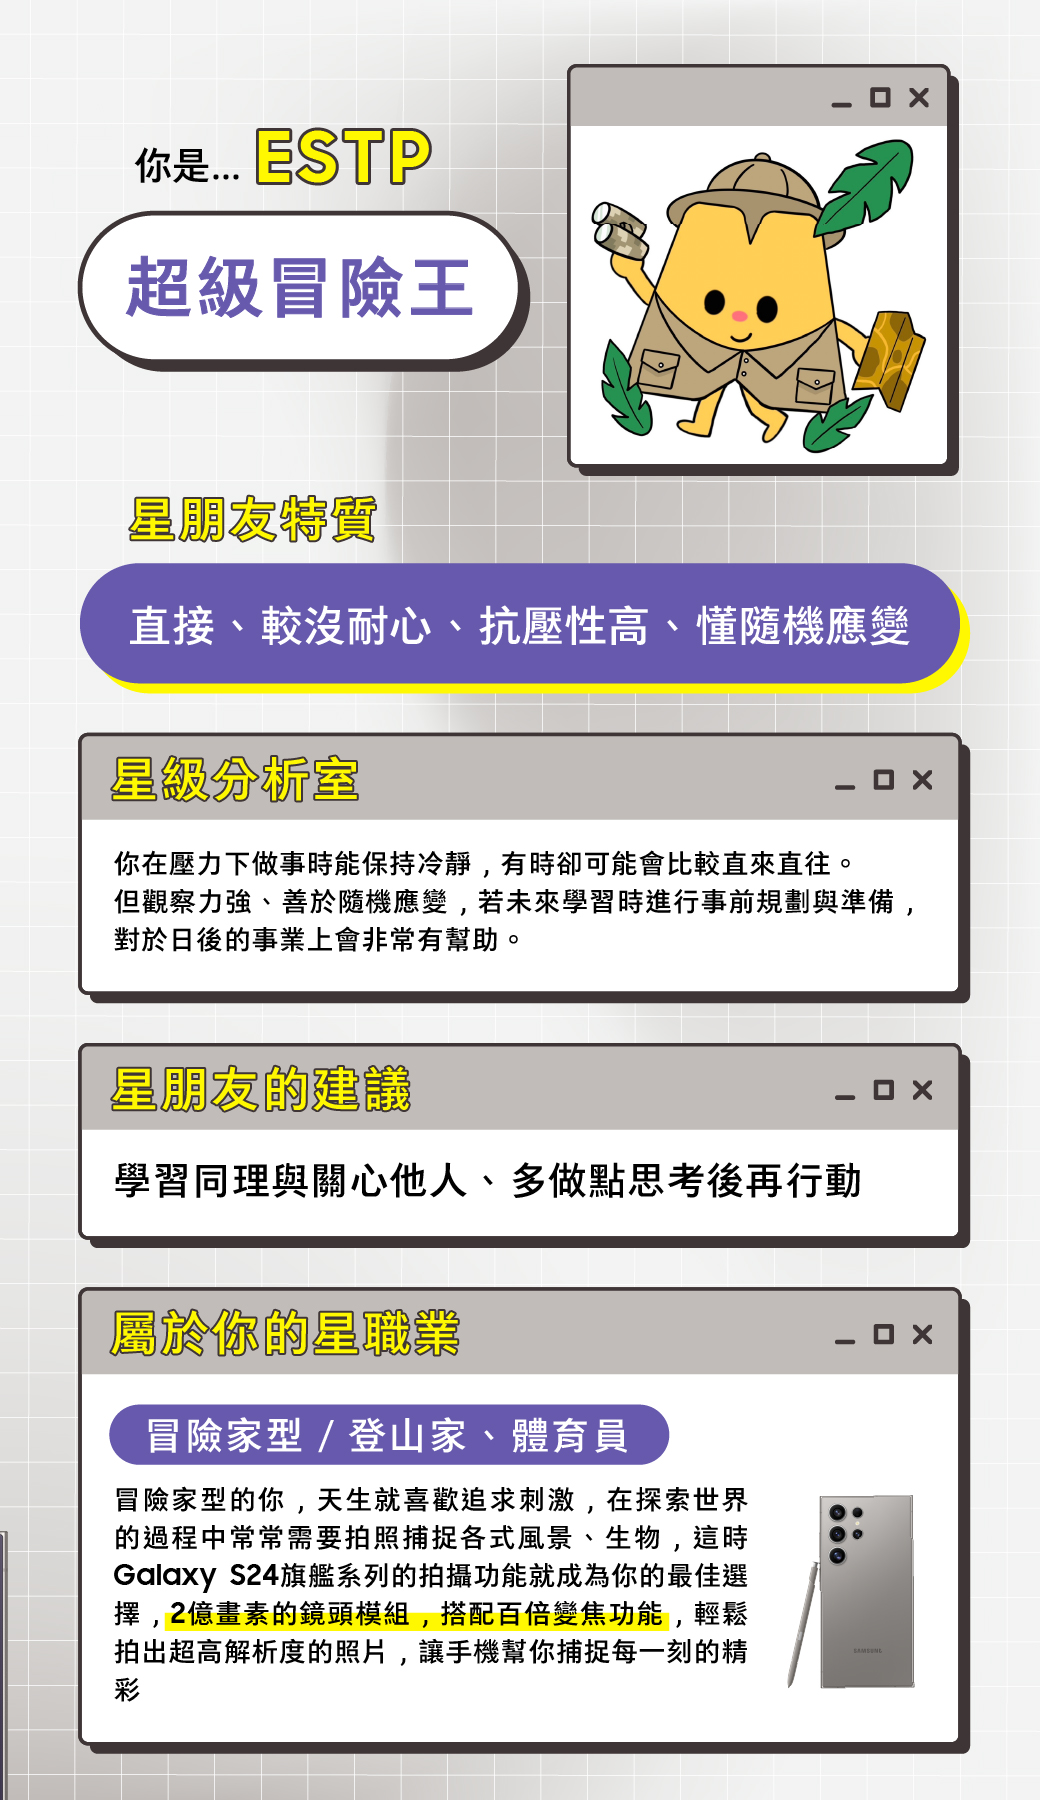 你是... ESTP
超級冒險王
星朋友特質
直接、較沒耐心、抗壓性高、懂隨機應變
星級分析室
你在壓力下做事時能保持冷靜，有時卻可能會比較直來直往。
但觀察力強、善於隨機應變，若未來學習時進行事前規劃與準備，
對於日後的事業上會非常有幫助。
星朋友的建議
學習同理與關心他人、多做點思考後再行動
屬於你的星職業
冒險家型 / 登山家、體育員
冒險家型的你，天生就喜歡追求刺激，在探索世界
的過程中常常需要拍照捕捉各式風景、生物，這時
Galaxy S24旗艦系列的拍攝功能就成為你的最佳選
擇，2億畫素的鏡頭模組，搭配百倍變焦功能，輕鬆
拍出超高解析度的照片，讓手機幫你捕捉每一刻的精
彩
SAMSUNG